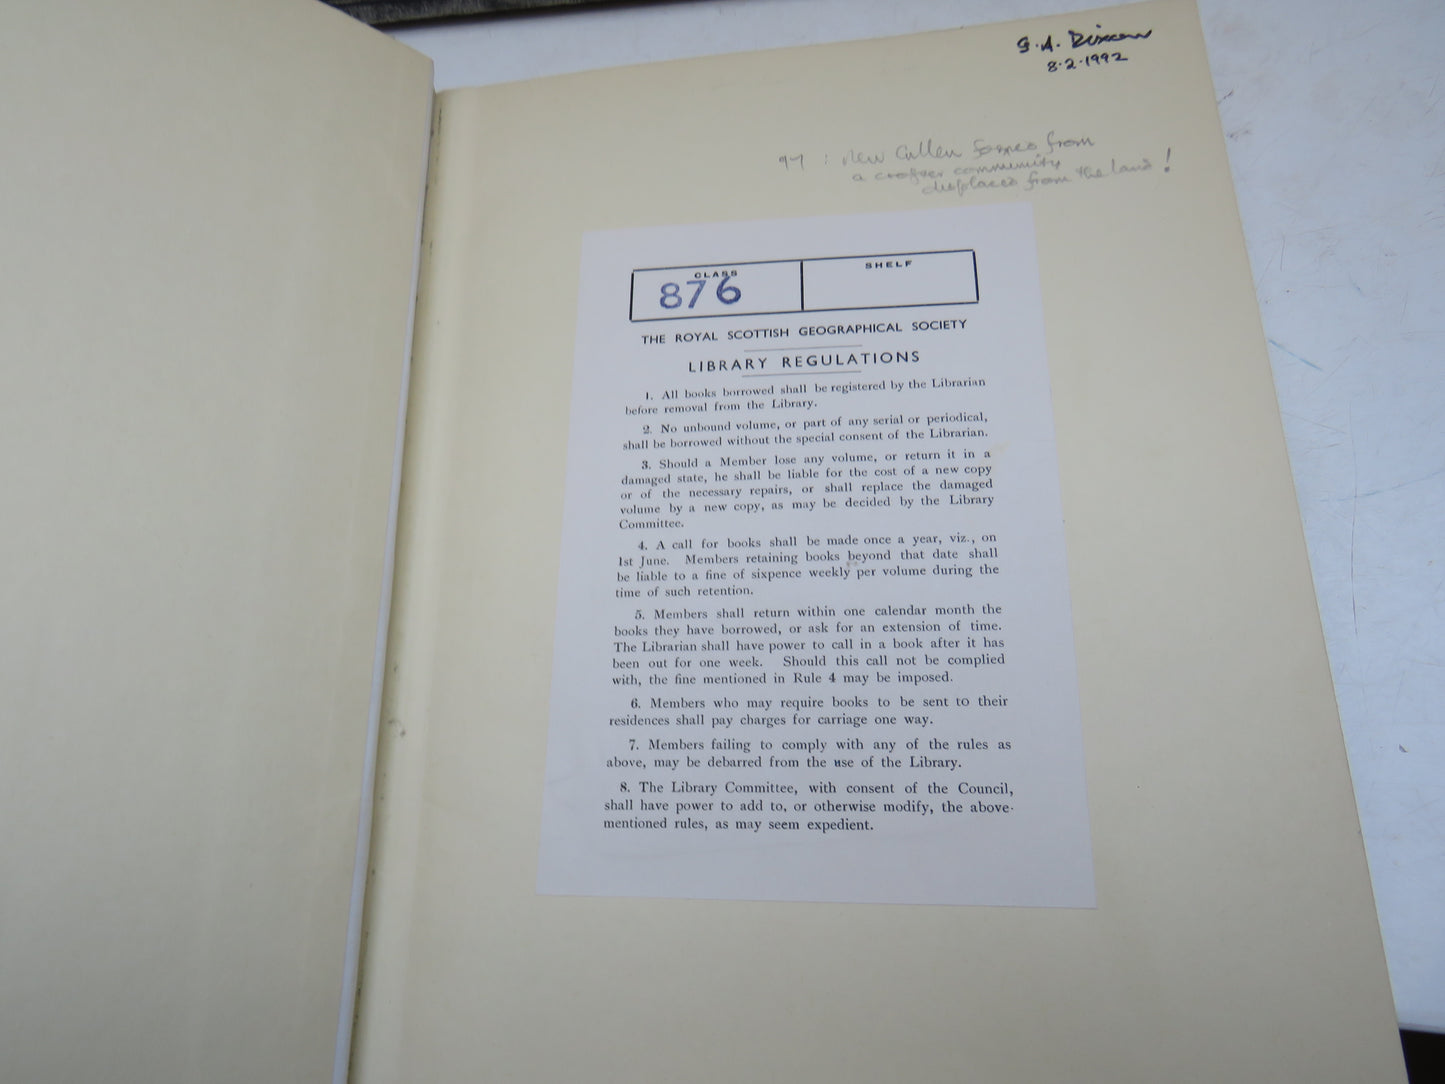 G.A. Dixon
8.2.1992
97 : New Cullen formed from
a crofter community
displaced from the land!
CLASS
SHELF
876
THE ROYAL SCOTTISH GEOGRAPHICAL SOCIETY
LIBRARY REGULATIONS
1. All books borrowed shall be registered by the Librarian
before removal from the Library.
2. No unbound volume, or part of any serial or periodical,
shall be borrowed without the special consent of the Librarian.
3. Should a Member lose any volume, or return it in a
damaged state, he shall be liable for the cost of a new copy
or of the necessary repairs, or shall replace the damaged
volume by a new copy, as may be decided by the Library
Committee.
4. A call for books shall be made once a year, viz., on
1st June. Members retaining books beyond that date shall
be liable to a fine of sixpence weekly per volume during the
time of such retention.
5. Members shall return within one calendar month the
books they have borrowed, or ask for an extension of time.
The Librarian shall have power to call in a book after it has
been out for one week. Should this call not be complied
with, the fine mentioned in Rule 4 may be imposed.
6. Members who may require books to be sent to their
residences shall pay charges for carriage one way.
7. Members failing to comply with any of the rules as
above, may be debarred from the use of the Library.
8. The Library Committee, with consent of the Council,
shall have power to add to, or otherwise modify, the above-
mentioned rules, as may seem expedient.